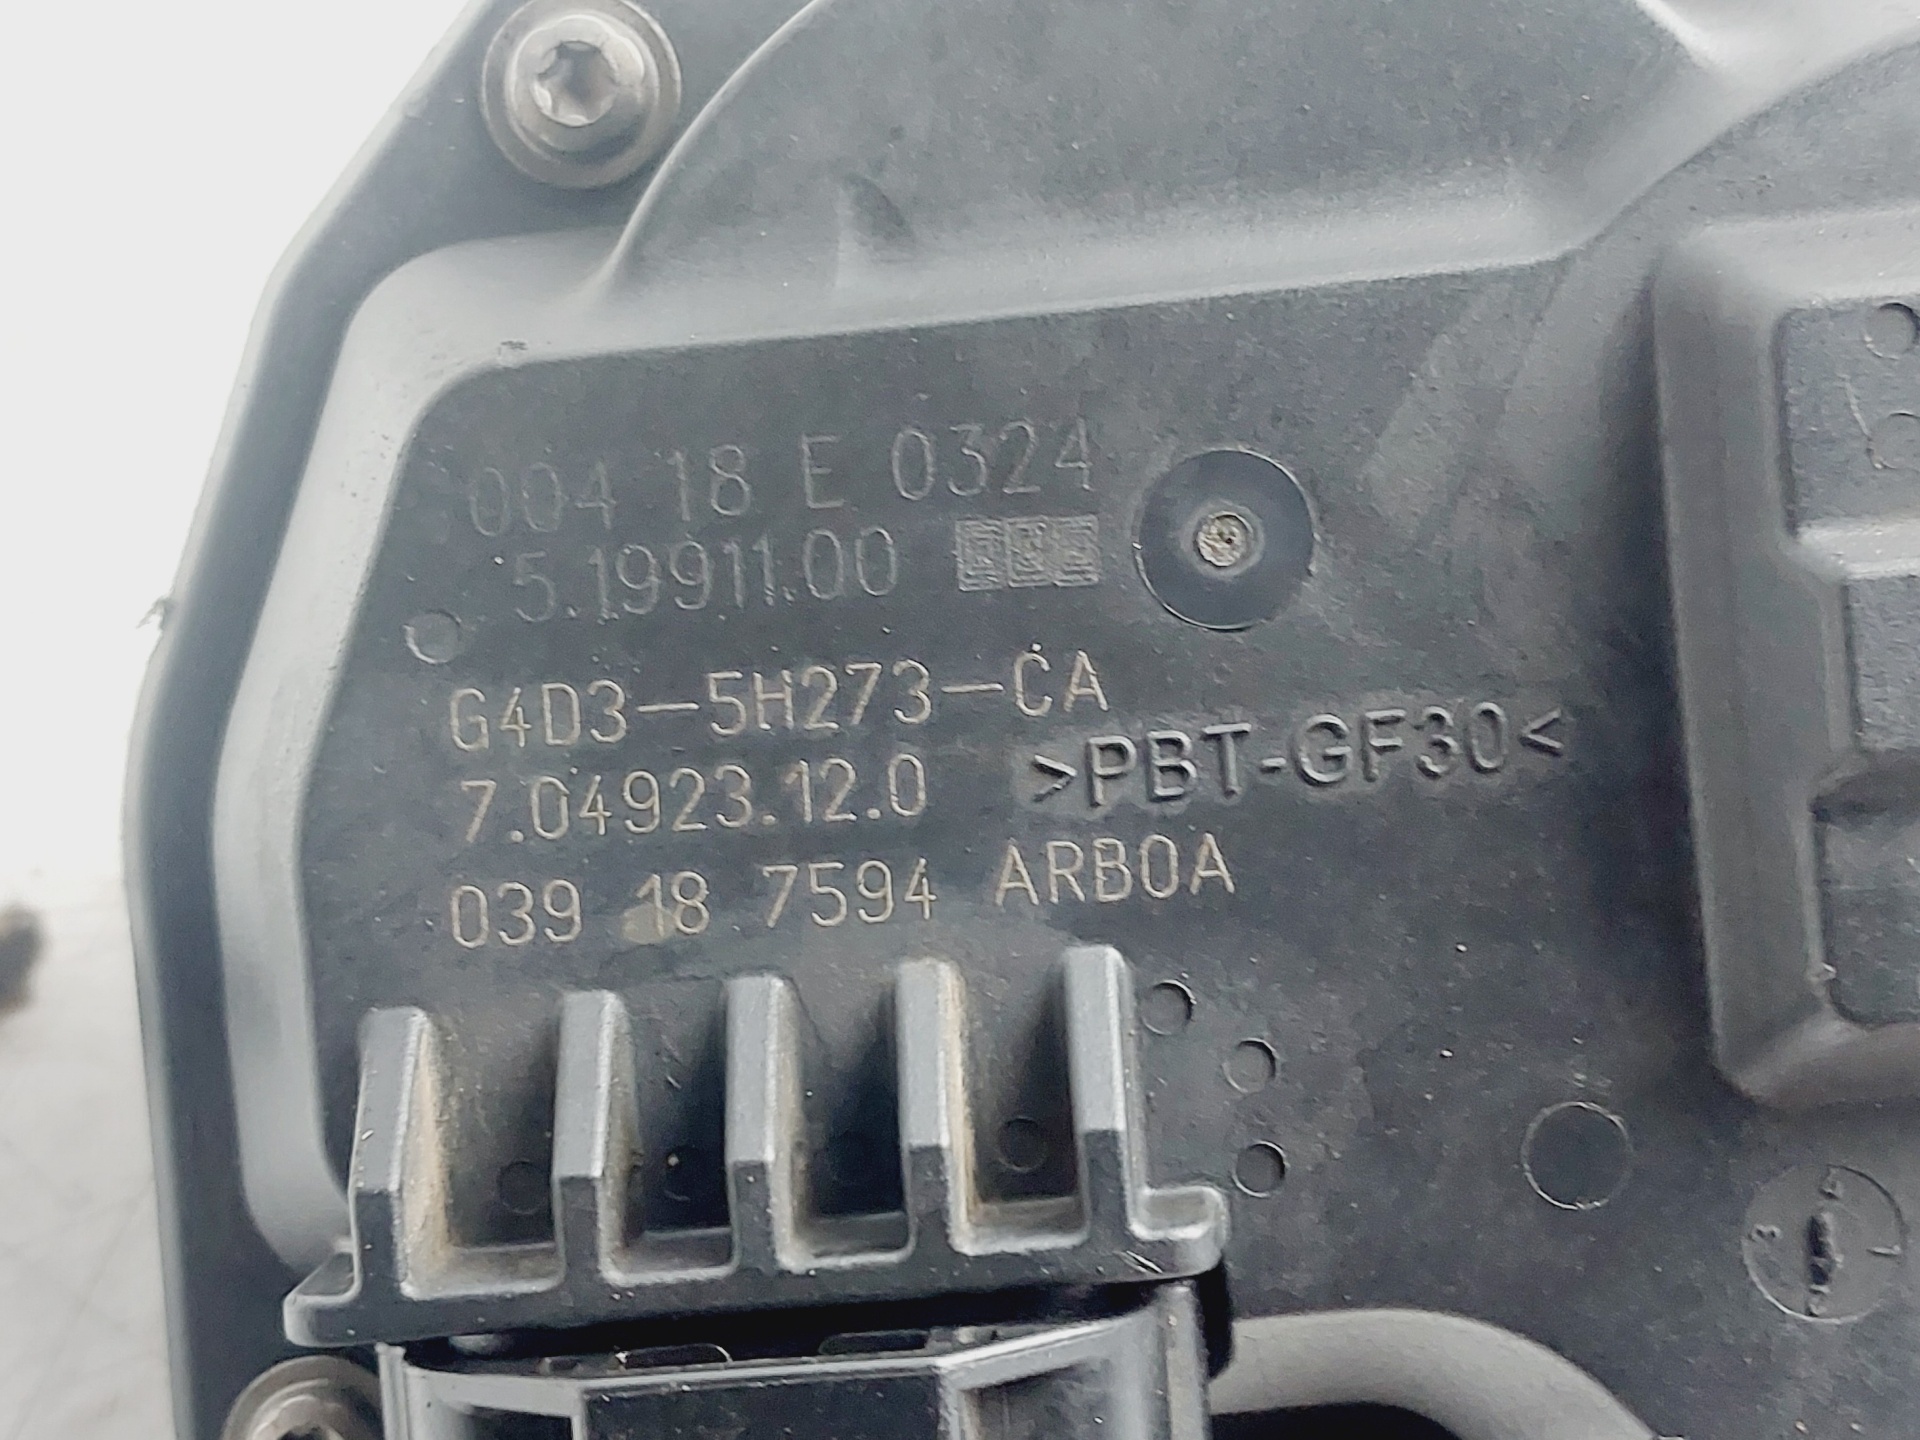 004 18 E 0324
5.19911.00
G4D3-5H273-CA
7.04923.12.0 >PBT-GF30<
039 18 7594 ARB0A